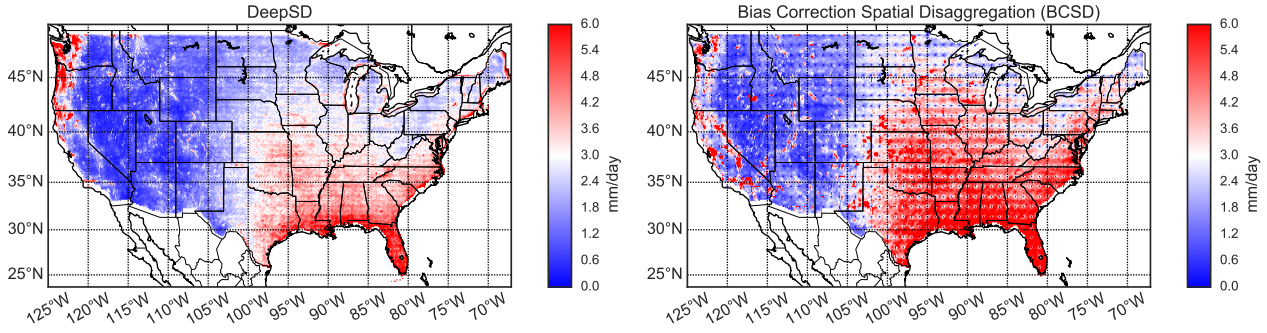 DeepSD
45°N
40°N
35°N
30°N
25°N
125°W
120°W
115°W
110°W
105°W
100°W
95°W
90°W
85°W
80°W
75°W
70°W
6.0
5.4
4.8
4.2
3.6
3.0
2.4
1.8
1.2
0.6
0.0
mm/day
Bias Correction Spatial Disaggregation (BCSD)
45°N
40°N
35°N
30°N
25°N
125°W
120°W
115°W
110°W
105°W
100°W
95°W
90°W
85°W
80°W
75°W
70°W
6.0
5.4
4.8
4.2
3.6
3.0
2.4
1.8
1.2
0.6
0.0
mm/day